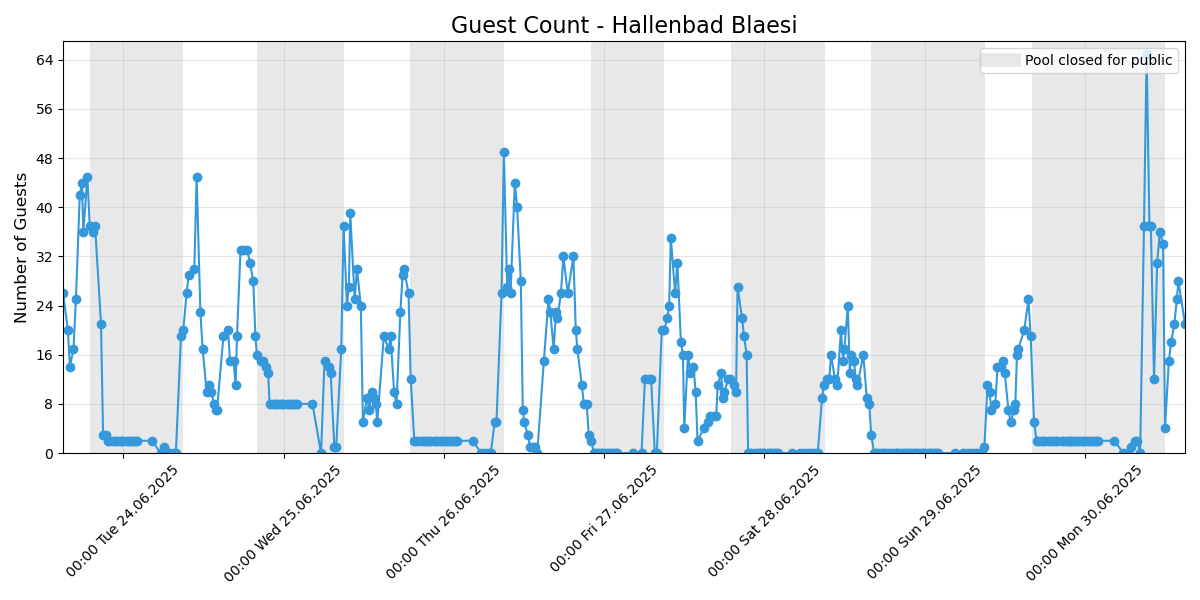 Guest Count - Hallenbad Blaesi
Pool closed for public
Number of Guests
64
56
48
40
32
24
16
8
0
00:00 Tue 24.06.2025
00:00 Wed 25.06.2025
00:00 Thu 26.06.2025
00:00 Fri 27.06.2025
00:00 Sat 28.06.2025
00:00 Sun 29.06.2025
00:00 Mon 30.06.2025